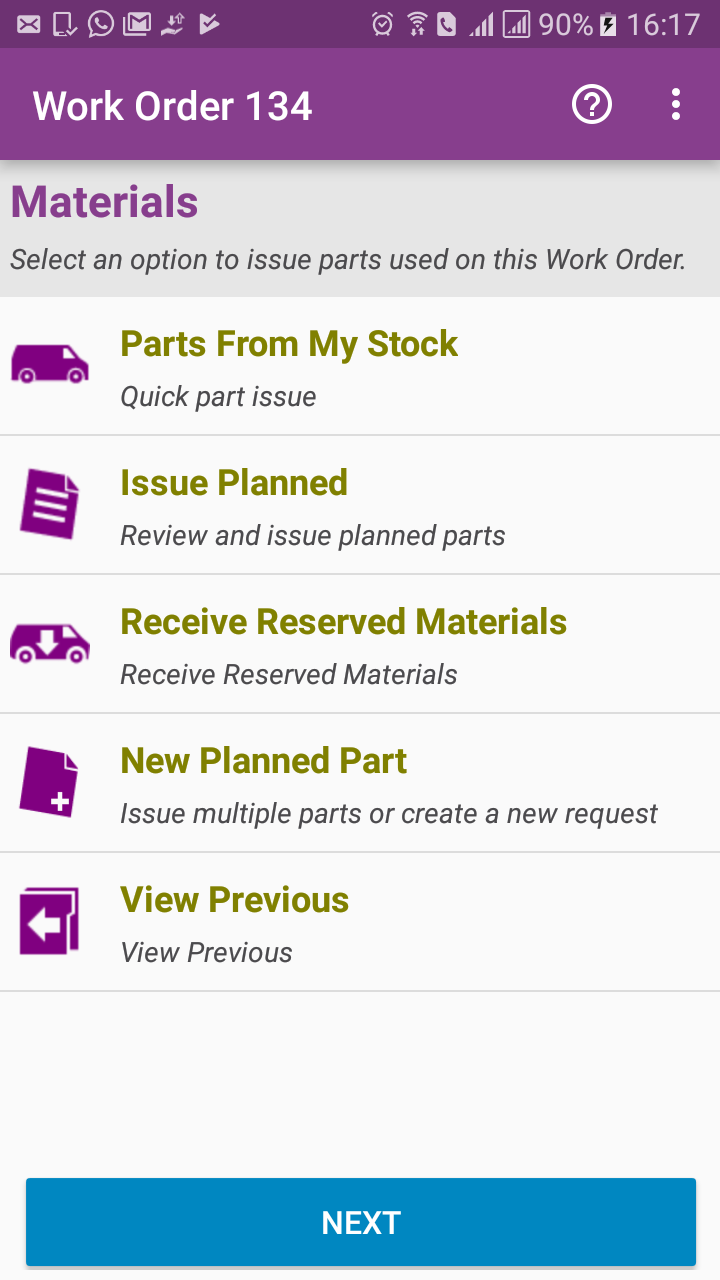 90% 16:17
Work Order 134
Materials
Select an option to issue parts used on this Work Order.
Parts From My Stock
Quick part issue
Issue Planned
Review and issue planned parts
Receive Reserved Materials
Receive Reserved Materials
New Planned Part
Issue multiple parts or create a new request
View Previous
View Previous
NEXT